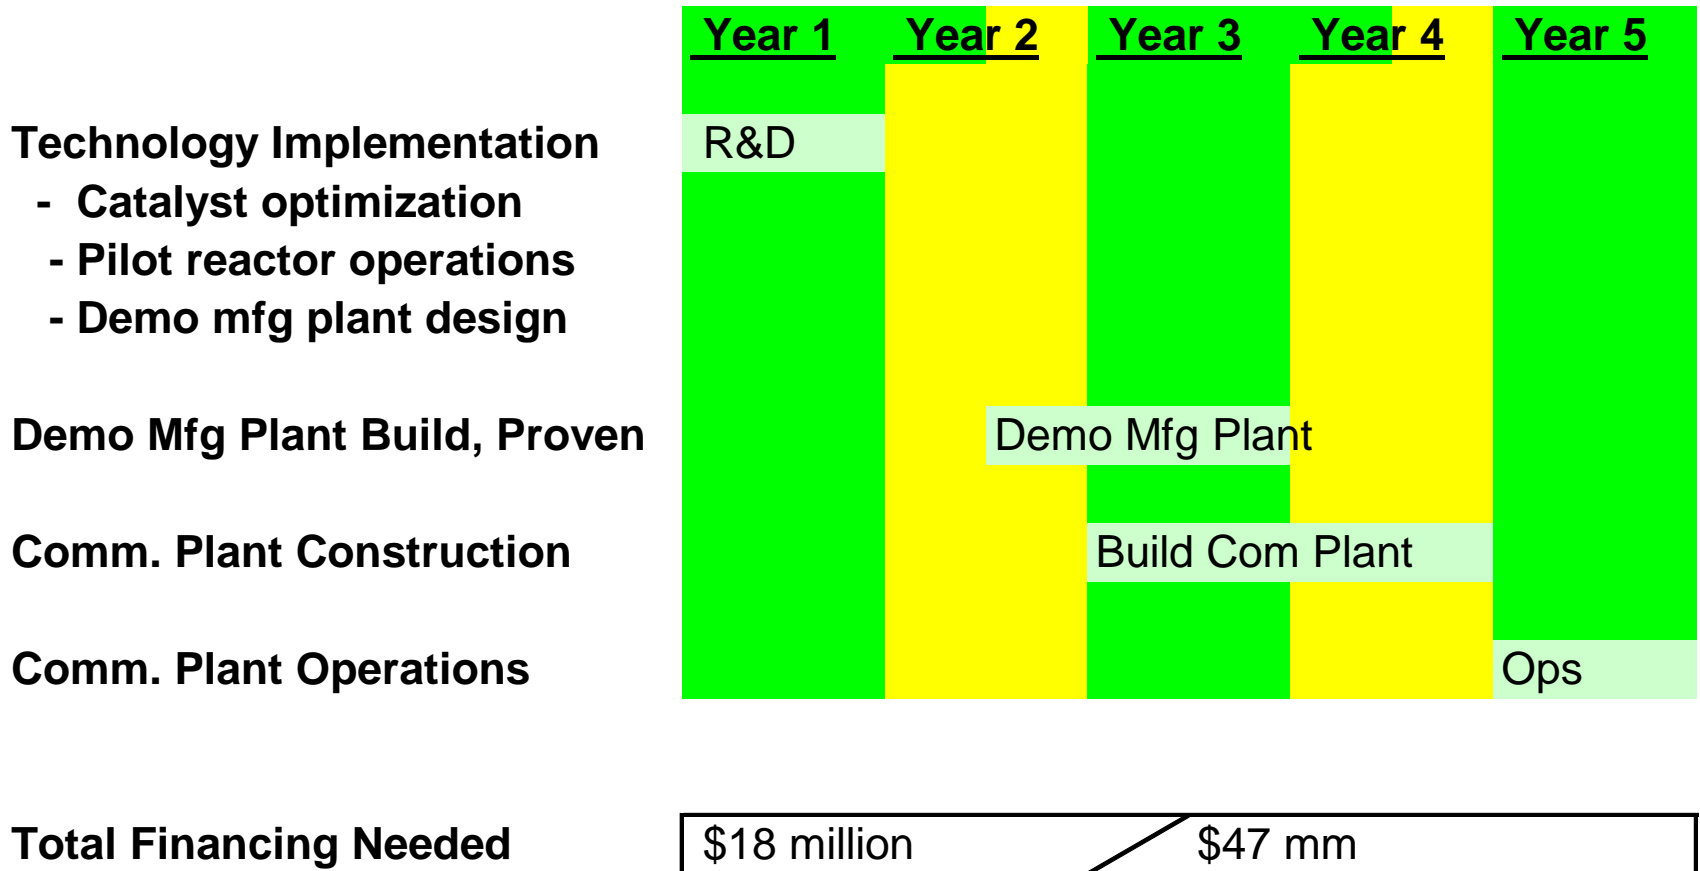 Year 1 Year 2 Year 3 Year 4 Year 5
Technology Implementation R&D
- Catalyst optimization
- Pilot reactor operations
- Demo mfg plant design
Demo Mfg Plant Build, Proven Demo Mfg Plant
Comm. Plant Construction Build Com Plant
Comm. Plant Operations Ops
Total Financing Needed $18 million $47 mm